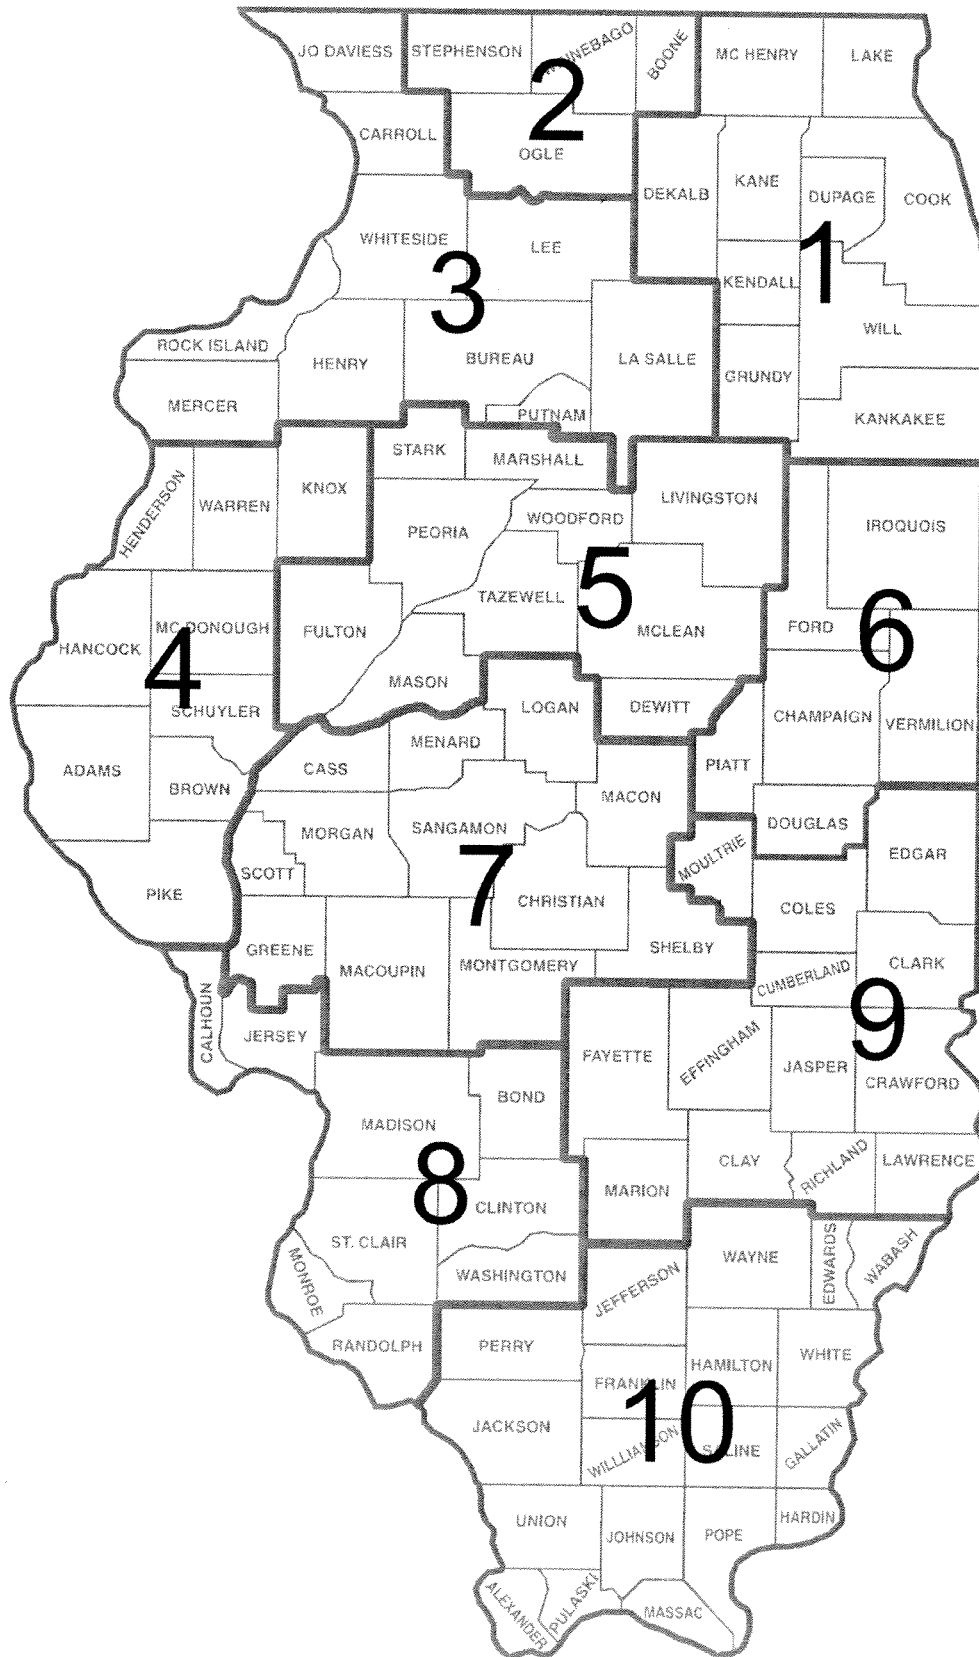 JO DAVIESS STEPHENSON WINNEBAGO BOONE MC HENRY LAKE
2
CARROLL OGLE
DEKALB KANE DUPAGE COOK
WHITESIDE LEE
1
3
KENDALL
WILL
ROCK ISLAND HENRY BUREAU LA SALLE GRUNDY
MERCER PUTNAM KANKAKEE
STARK MARSHALL
HENDERSON WARREN KNOX LIVINGSTON
PEORIA WOODFORD IROQUOIS
5
TAZEWELL
6
MC DONOUGH FULTON MCLEAN FORD
HANCOCK
4
MASON
SCHUYLER LOGAN DEWITT CHAMPAIGN VERMILION
MENARD
ADAMS BROWN CASS MACON PIATT
MORGAN SANGAMON DOUGLAS
7
SCOTT MOULTRIE EDGAR
PIKE CHRISTIAN COLES
GREENE MACOUPIN MONTGOMERY SHELBY
CUMBERLAND CLARK
9
CALHOUN JERSEY FAYETTE EFFINGHAM JASPER CRAWFORD
BOND
MADISON
8
CLAY RICHLAND LAWRENCE
CLINTON MARION
ST. CLAIR
WAYNE EDWARDS WABASH
MONROE WASHINGTON JEFFERSON
RANDOLPH PERRY HAMILTON WHITE
FRANKLIN
10
JACKSON WILLLIAMSON SALINE GALLATIN
UNION JOHNSON POPE HARDIN
ALEXANDER PULASKI MASSAC